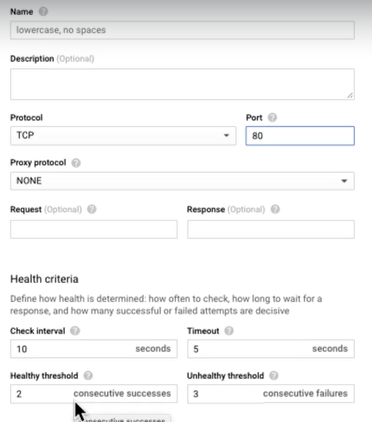 Name
lowercase, no spaces
Description (Optional)
Protocol Port
TCP 80
Proxy protocol
NONE
Request (Optional) Response (Optional)
Health criteria
Define how health is determined: how often to check, how long to wait for a
response, and how many successful or failed attempts are decisive
Check interval Timeout
10 seconds 5 seconds
Healthy threshold Unhealthy threshold
2 consecutive successes 3 consecutive failures
consecutive successes